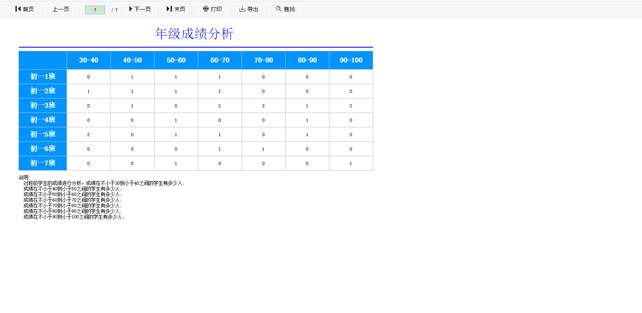 首页 上一页 1 / 1 下一页 末页 打印 导出 查找
年级成绩分析
30-40 40-50 50-60 60-70 70-80 80-90 90-100
初一1班 0 1 1 1 0 0 0
初一2班 1 1 1 1 0 0 0
初一3班 0 1 0 2 2 1 2
初一4班 0 0 1 0 0 1 0
初一5班 2 0 1 1 0 1 0
初一6班 0 0 0 1 1 0 0
初一7班 0 0 1 0 0 0 1
说明:
对班级学生的成绩进行分析，成绩在不小于30到小于40之间的学生有多少人，
成绩在不小于40到小于50之间的学生有多少人，
成绩在不小于50到小于60之间的学生有多少人，
成绩在不小于60到小于70之间的学生有多少人，
成绩在不小于70到小于80之间的学生有多少人，
成绩在不小于80到小于90之间的学生有多少人，
成绩在不小于90到小于100之间的学生有多少人，